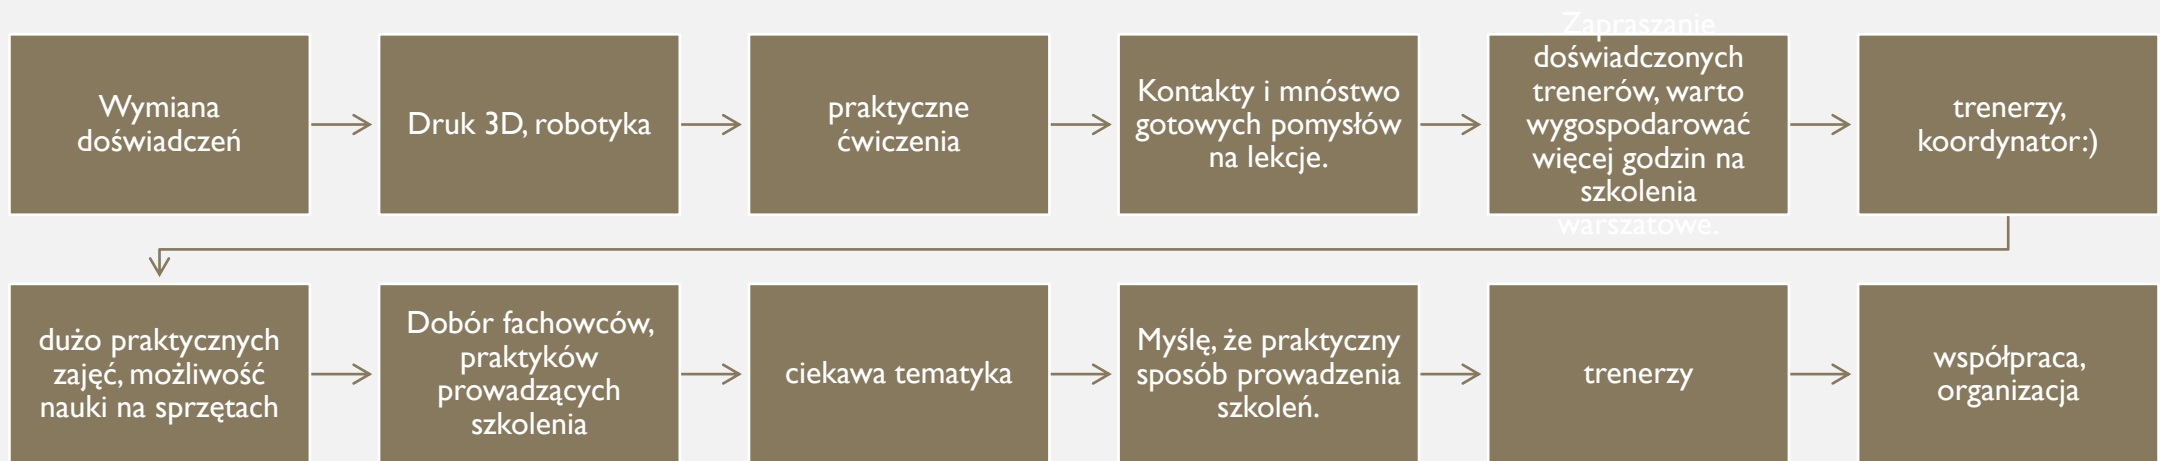 Wymiana
doświadczeń
Druk 3D, robotyka
praktyczne
ćwiczenia
Kontakty i mnóstwo
gotowych pomysłów
na lekcje.
Zapraszanie
doświadczonych
trenerów, warto
wygospodarować
więcej godzin na
szkolenia
warszatowe.
trenerzy,
koordynator:)
dużo praktycznych
zajęć, możliwość
nauki na sprzętach
Dobór fachowców,
praktyków
prowadzących
szkolenia
ciekawa tematyka
Myślę, że praktyczny
sposób prowadzenia
szkoleń.
trenerzy
współpraca,
organizacja